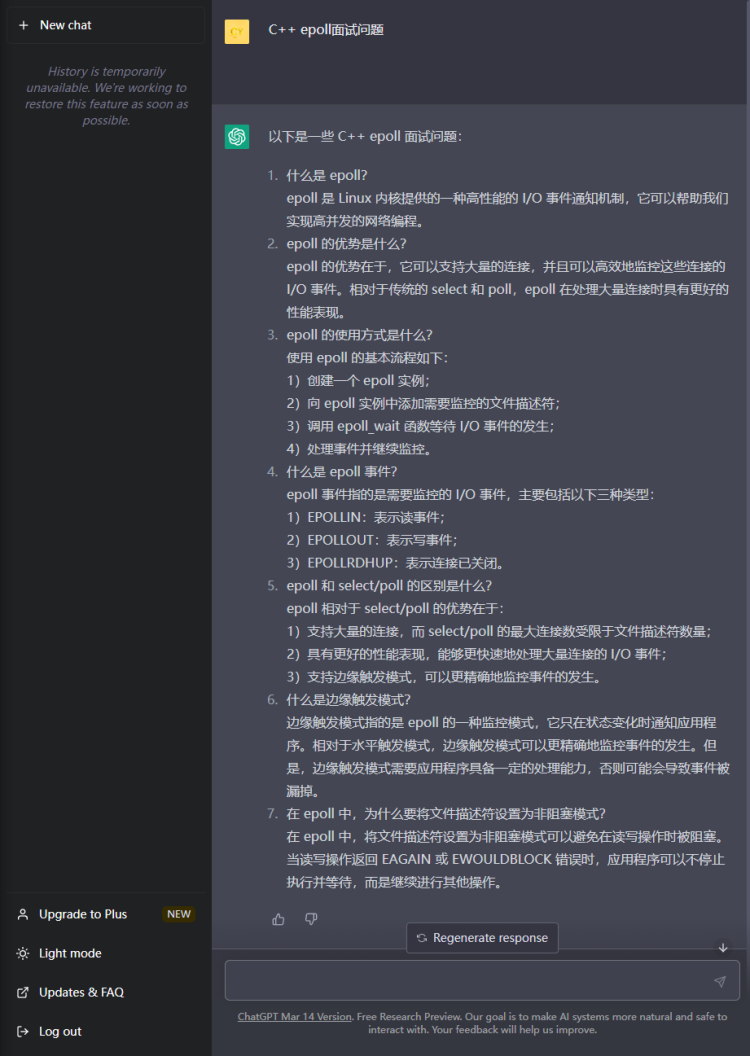 New chat
History is temporarily
unavailable. We're working to
restore this feature as soon as
possible.
Upgrade to Plus
NEW
Light mode
Updates & FAQ
Log out
C++ epoll面试问题
以下是一些 C++ epoll 面试问题：
1. 什么是 epoll？
epoll 是 Linux 内核提供的一种高性能的 I/O 事件通知机制，它可以帮助我们
实现高并发的网络编程。
2. epoll 的优势是什么？
epoll 的优势在于，它可以支持大量的连接，并且可以高效地监控这些连接的
I/O 事件。相对于传统的 select 和 poll，epoll 在处理大量连接时具有更好的
性能表现。
3. epoll 的使用方式是什么？
使用 epoll 的基本流程如下：
1）创建一个 epoll 实例；
2）向 epoll 实例中添加需要监控的文件描述符；
3）调用 epoll_wait 函数等待 I/O 事件的发生；
4）处理事件并继续监控。
4. 什么是 epoll 事件？
epoll 事件指的是需要监控的 I/O 事件，主要包括以下三种类型：
1）EPOLLIN：表示读事件；
2）EPOLLOUT：表示写事件；
3）EPOLLRDHUP：表示连接已关闭。
5. epoll 和 select/poll 的区别是什么？
epoll 相对于 select/poll 的优势在于：
1）支持大量的连接，而 select/poll 的最大连接数受限于文件描述符数量；
2）具有更好的性能表现，能够更快速地处理大量连接的 I/O 事件；
3）支持边缘触发模式，可以更精确地监控事件的发生。
6. 什么是边缘触发模式？
边缘触发模式指的是 epoll 的一种监控模式，它只在状态变化时通知应用程
序。相对于水平触发模式，边缘触发模式可以更精确地监控事件的发生。但
是，边缘触发模式需要应用程序具备一定的处理能力，否则可能会导致事件被
漏掉。
7. 在 epoll 中，为什么要将文件描述符设置为非阻塞模式？
在 epoll 中，将文件描述符设置为非阻塞模式可以避免在读写操作时被阻塞。
当读写操作返回 EAGAIN 或 EWOULDBLOCK 错误时，应用程序可以不停止
执行并等待，而是继续进行其他操作。
Regenerate response
ChatGPT Mar 14 Version. Free Research Preview. Our goal is to make AI systems more natural and safe to
interact with. Your feedback will help us improve.